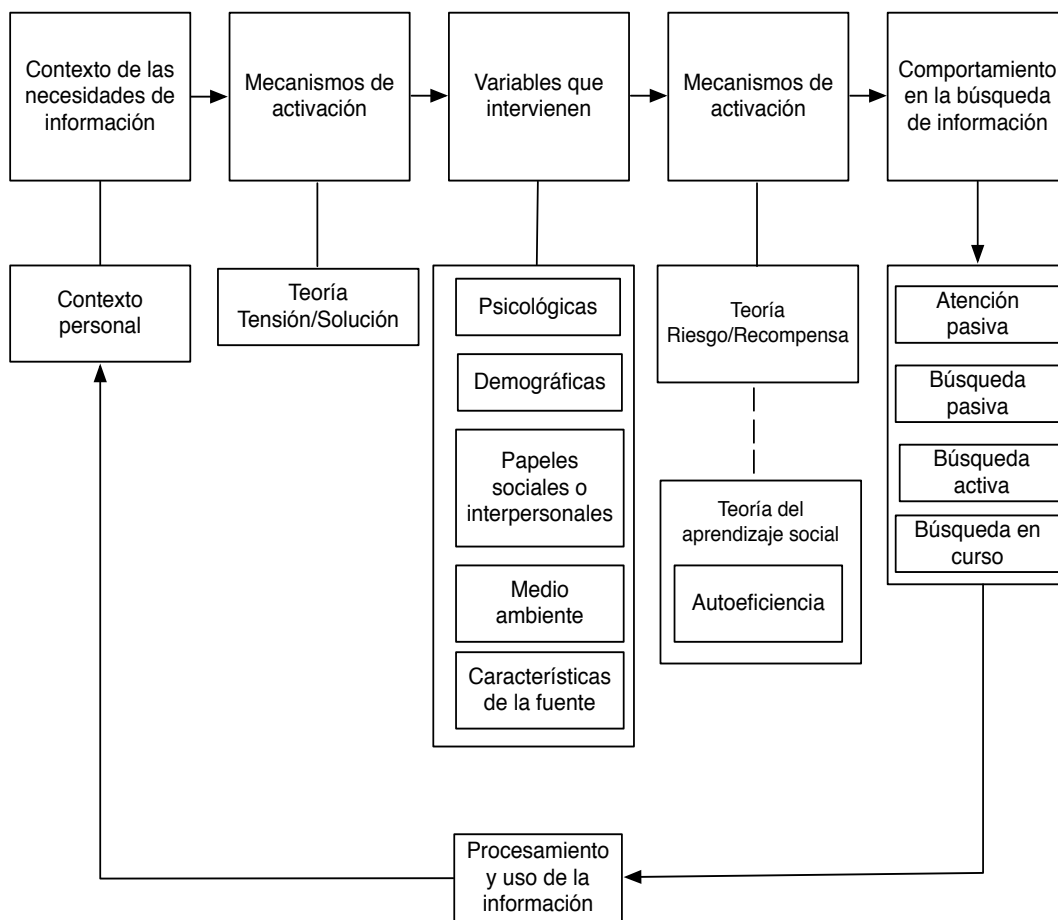 Contexto de las
necesidades de
información
Mecanismos de
activación
Variables que
intervienen
Mecanismos de
activación
Comportamiento
en la búsqueda
de información
Contexto
personal
Teoría
Tensión/Solución
Psicológicas
Demográficas
Papeles
sociales o
interpersonales
Medio
ambiente
Características
de la fuente
Teoría
Riesgo/Recompensa
Teoría del
aprendizaje social
Autoeficiencia
Atención
pasiva
Búsqueda
pasiva
Búsqueda
activa
Búsqueda en
curso
Procesamiento
y uso de la
información